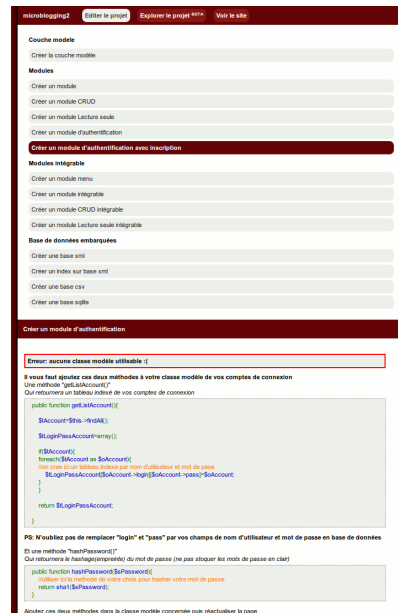 microblogging2 Editer le projet Explorer le projet BETA Voir le site
Couche modele
Créer la couche modèle
Modules
Créer un module
Créer un module CRUD
Créer un module Lecture seule
Créer un module d'authentification
Créer un module d'authentification avec inscription
Modules intégrable
Créer un module menu
Créer un module intégrable
Créer un module CRUD intégrable
Créer un module Lecture seule intégrable
Base de données embarquées
Créer une base xml
Créer un index sur base xml
Créer une base csv
Créer une base sqlite
Créer un module d'authentification
Erreur: aucune classe modèle utilisable :(
Il vous faut ajoutez ces deux méthodes à votre classe modèle de vos comptes de connexion
Une méthode "getListAccount()"
Qui retournera un tableau indexé de vos comptes de connexion
public function getListAccount(){
$tAccount=$this->findAll();
$tLoginPassAccount=array();
if($tAccount){
foreach($tAccount as $oAccount){
//on cree ici un tableau indexe par nom d'utilisateur et mot de passe
$tLoginPassAccount[$oAccount->login][$oAccount->pass]=$oAccount;
}
}
return $tLoginPassAccount;
}
PS: N'oubliez pas de remplacer "login" et "pass" par vos champs de nom d'utilisateur et mot de passe en base de données
Et une méthode "hashPassword()"
Qui retournera le hashage(empreinte) du mot de passe (ne pas stoquer les mots de passe en clair)
public function hashPassword($sPassword){
//utiliser ici la methode de votre choix pour hasher votre mot de passe
return sha1($sPassword);
}
Ajoutez ces deux méthodes dans la classe modèle concernée puis réactualiser la page